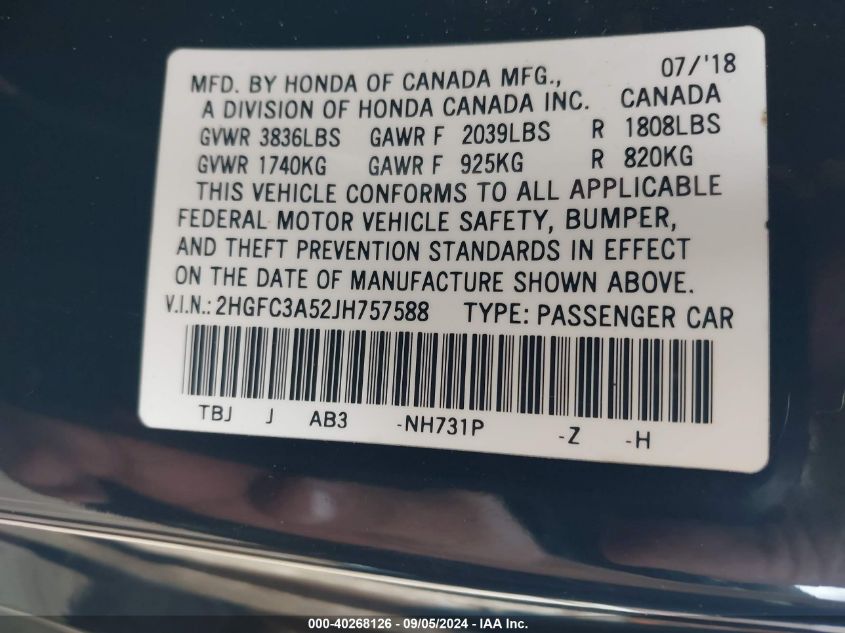 07/'18
MFD. BY HONDA OF CANADA MFG.,
A DIVISION OF HONDA CANADA INC. CANADA
GVWR 3836LBS GAWR F 2039LBS R 1808LBS
GVWR 1740KG GAWR F 925KG R 820KG
THIS VEHICLE CONFORMS TO ALL APPLICABLE
FEDERAL MOTOR VEHICLE SAFETY, BUMPER,
AND THEFT PREVENTION STANDARDS IN EFFECT
ON THE DATE OF MANUFACTURE SHOWN ABOVE.
V.I.N.: 2HGFC3A52JH757588 TYPE: PASSENGER CAR
TBJ J AB3 -NH731P -Z -H
000-40268126 - 09/05/2024 - IAA Inc.